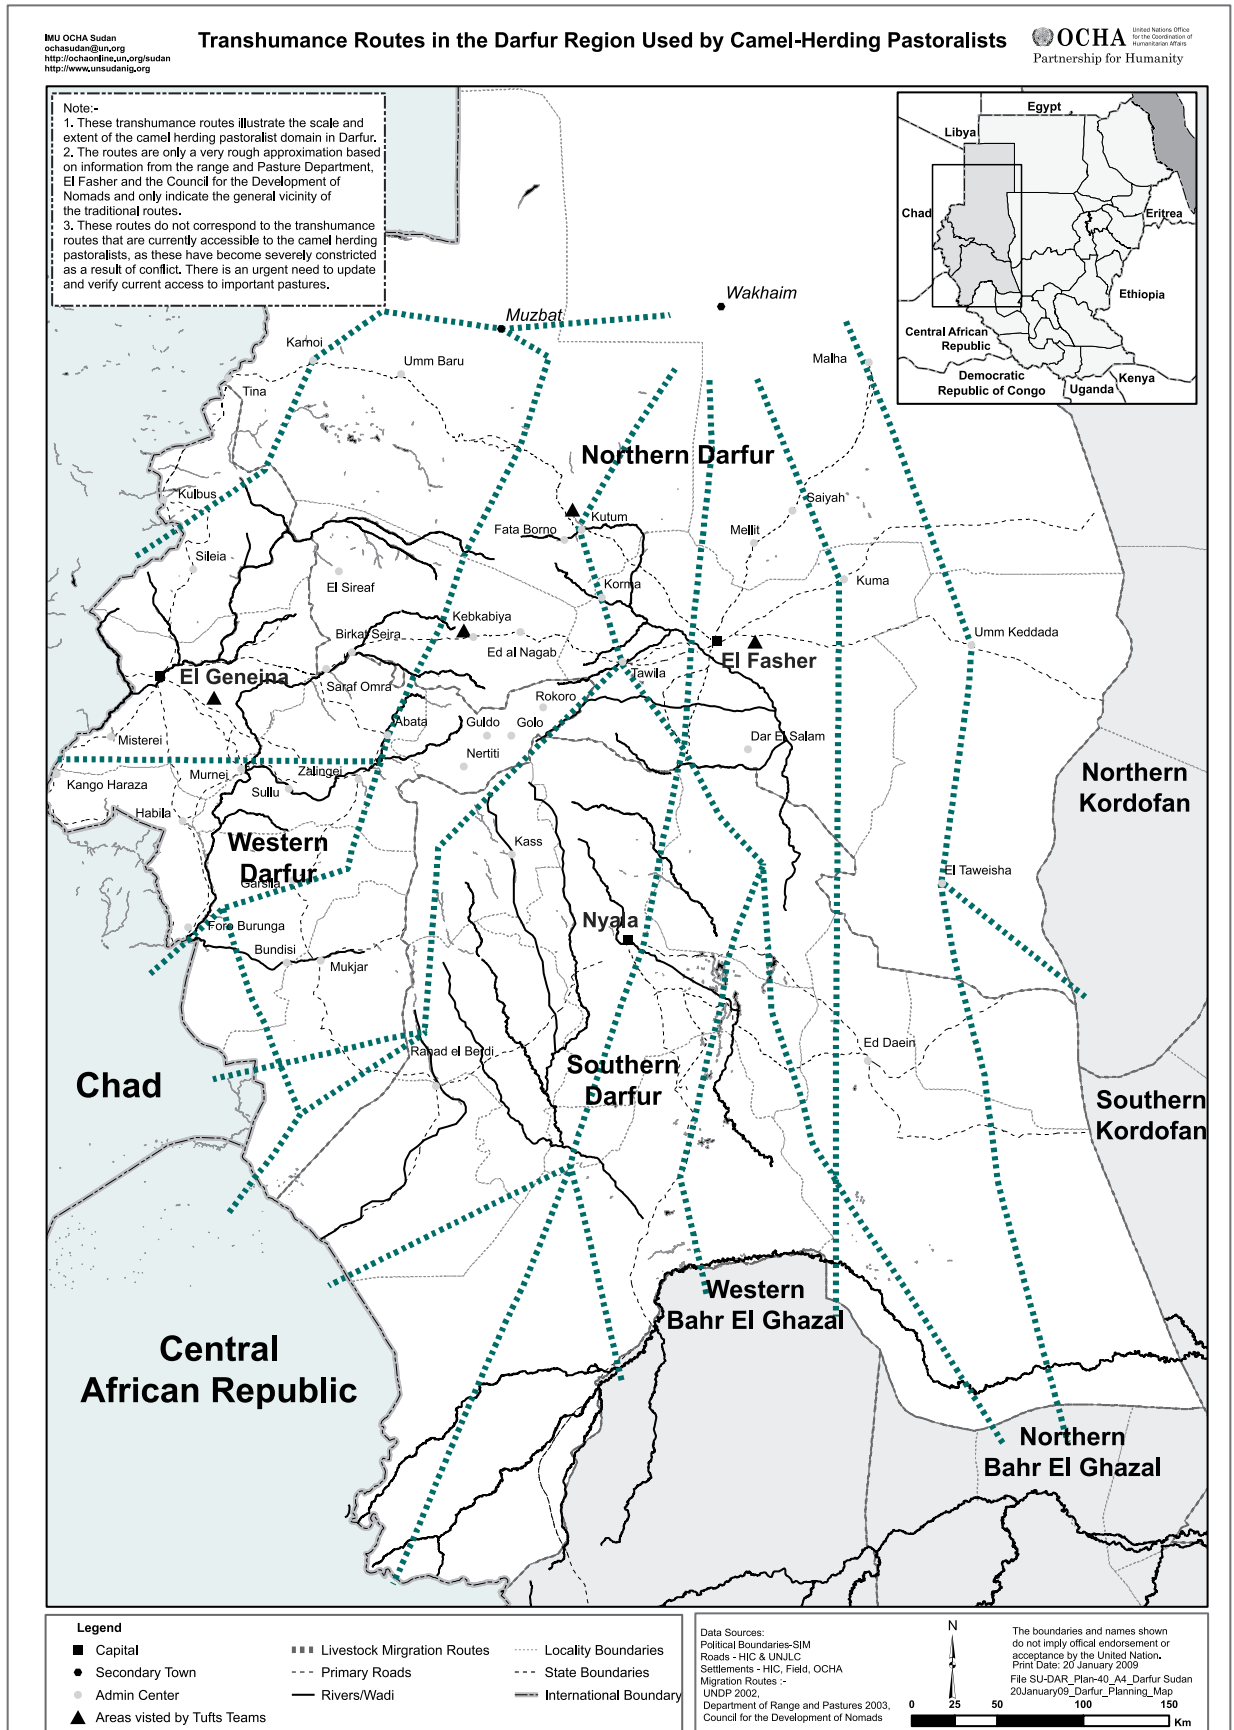 IMU OCHA Sudan
ochasudan@un.org
http://ochaonline.un.org/sudan
http://www.unsudanig.org
Transhumance Routes in the Darfur Region Used by Camel-Herding Pastoralists
OCHA
United Nations Office
for the Coordination of
Humanitarian Affairs
Partnership for Humanity
Note:-
1. These transhumance routes illustrate the scale and
extent of the camel herding pastoralist domain in Darfur.
2. The routes are only a very rough approximation based
on information from the range and Pasture Department,
El Fasher and the Council for the Development of
Nomads and only indicate the general vicinity of
the traditional routes.
3. These routes do not correspond to the transhumance
routes that are currently accessible to the camel herding
pastoralists, as these have become severely constricted
as a result of conflict. There is an urgent need to update
and verify current access to important pastures.
Egypt
Libya
Chad
Eritrea
Ethiopia
Central African
Republic
Democratic
Republic of Congo
Uganda
Kenya
Wakhaim
Muzbat
Karnoi
Umm Baru
Malha
Tina
Northern Darfur
Kulbus
Saiyah
Fata Borno
Kutum
Mellit
Sileia
El Sireaf
Korma
Kuma
Kebkabiya
Birkat Seira
Ed al Nagab
Umm Keddada
El Fasher
El Geneina
Saraf Omra
Tawila
Rokoro
Abata
Guldo
Golo
Misterei
Dar El Salam
Nertiti
Murnei
Zalingei
Kango Haraza
Sullu
Northern
Kordofan
Habila
Western
Darfur
Kass
Garsila
El Taweisha
Foro Burunga
Nyala
Bundisi
Mukjar
Ed Daein
Rahad el Berdi
Southern
Darfur
Chad
Southern
Kordofan
Western
Bahr El Ghazal
Central
African Republic
Northern
Bahr El Ghazal
Legend
Capital
Secondary Town
Admin Center
Areas visted by Tufts Teams
Livestock Mirgration Routes
Primary Roads
Rivers/Wadi
Locality Boundaries
State Boundaries
International Boundary
Data Sources:
Political Boundaries-SIM
Roads - HIC & UNJLC
Settlements - HIC, Field, OCHA
Migration Routes :-
UNDP 2002,
Department of Range and Pastures 2003,
Council for the Development of Nomads
N
The boundaries and names shown
do not imply offical endorsement or
acceptance by the United Nation.
Print Date: 20 January 2009
File SU-DAR_Plan-40_A4_Darfur Sudan
20January09_Darfur_Planning_Map
0 25 50 100 150
Km